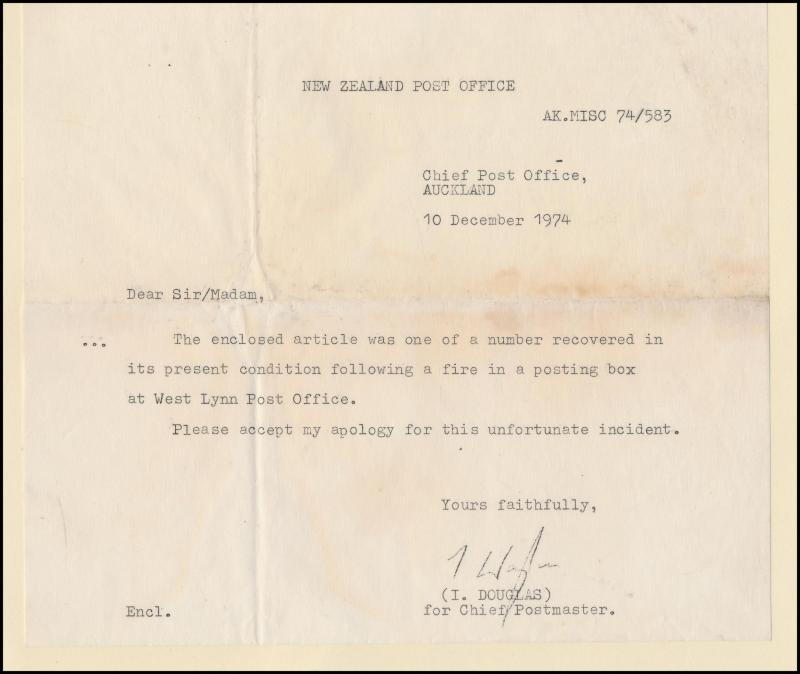 NEW ZEALAND POST OFFICE
AK.MISC 74/583
Chief Post Office,
AUCKLAND
10 December 1974
Dear Sir/Madam,
... The enclosed article was one of a number recovered in
its present condition following a fire in a posting box
at West Lynn Post Office.
Please accept my apology for this unfortunate incident.
Yours faithfully,
(I. DOUGLAS)
Encl. for Chief Postmaster.